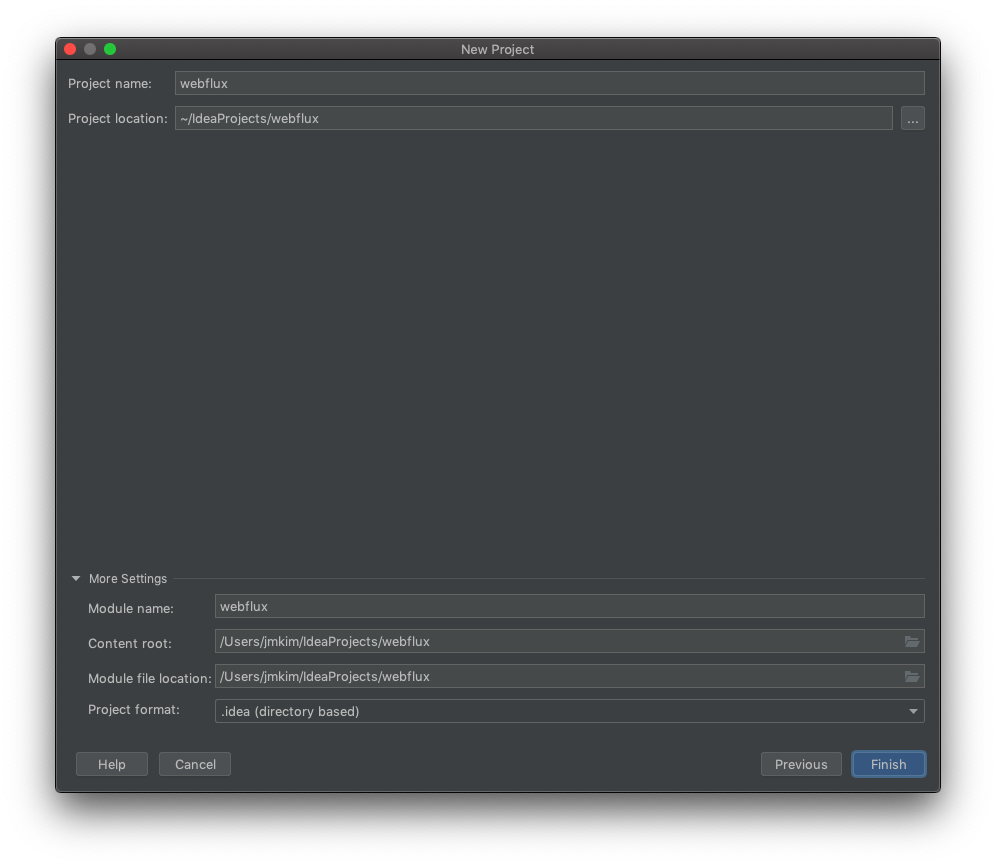 New Project
Project name: webflux
Project location: ~/IdeaProjects/webflux ...
More Settings
Module name: webflux
Content root: /Users/jmkim/IdeaProjects/webflux
Module file location: /Users/jmkim/IdeaProjects/webflux
Project format: .idea (directory based)
Help Cancel Previous Finish